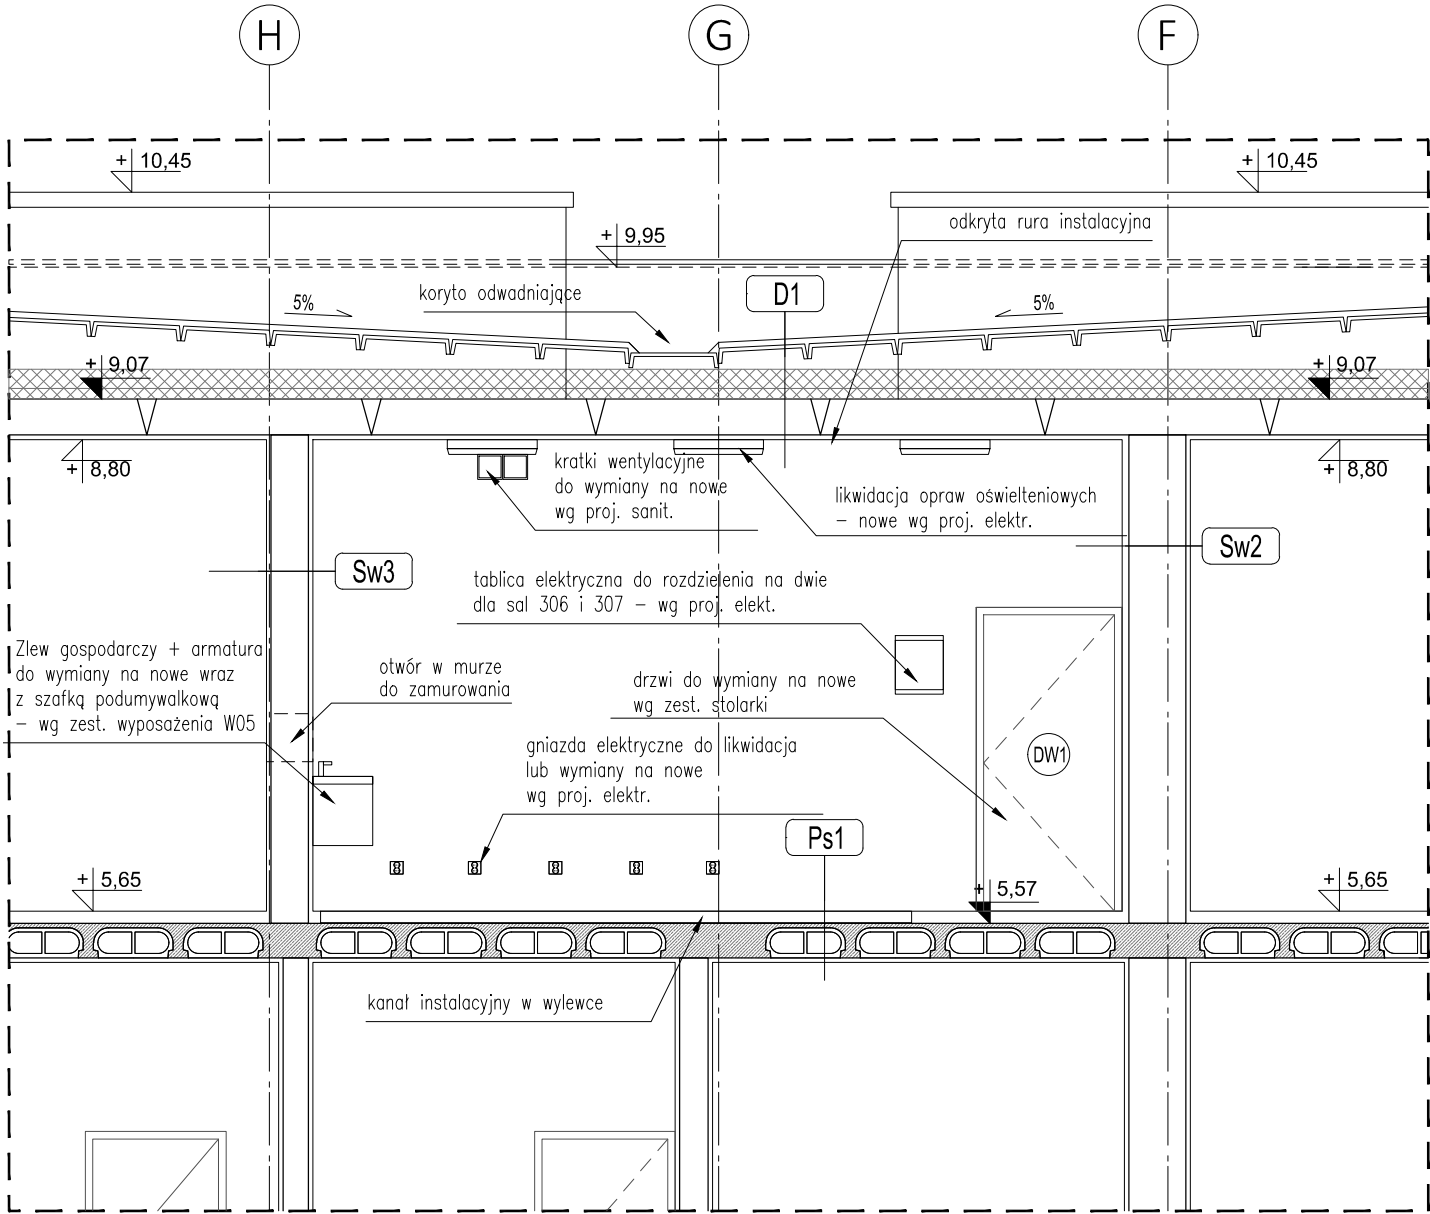 H
G
F
+ 10,45
+ 10,45
+ 9,95
odkryta rura instalacyjna
koryto odwadniające
D1
5%
5%
+ 9,07
+ 9,07
+ 8,80
+ 8,80
kratki wentylacyjne
do wymiany na nowe
wg proj. sanit.
likwidacja opraw oświelteniowych
– nowe wg proj. elektr.
Sw3
Sw2
tablica elektryczna do rozdzielenia na dwie
dla sal 306 i 307 – wg proj. elekt.
Zlew gospodarczy + armatura
do wymiany na nowe wraz
z szafką podumywalkową
– wg zest. wyposażenia W05
otwór w murze
do zamurowania
drzwi do wymiany na nowe
wg zest. stolarki
DW1
gniazda elektryczne do likwidacja
lub wymiany na nowe
wg proj. elektr.
Ps1
+ 5,65
+ 5,57
+ 5,65
kanał instalacyjny w wylewce